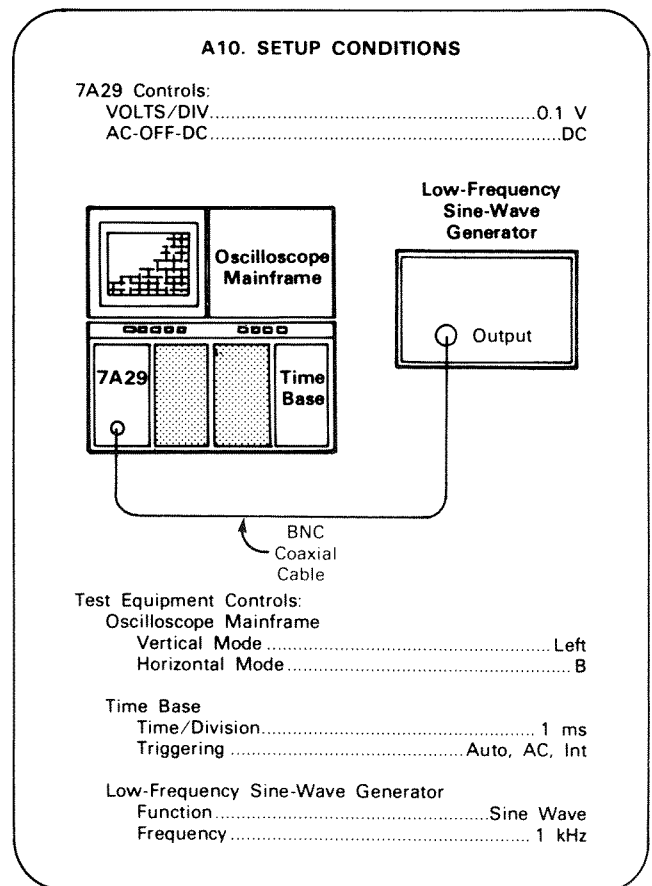 A10. SETUP CONDITIONS
7A29 Controls:
VOLTS/DIV..........0.1 V
AC-OFF-DC..........DC
Low-Frequency
Sine-Wave
Generator
Oscilloscope
Mainframe
Output
7A29
Time
Base
BNC
Coaxial
Cable
Test Equipment Controls:
Oscilloscope Mainframe
Vertical Mode..........Left
Horizontal Mode..........B
Time Base
Time/Division..........1 ms
Triggering..........Auto, AC, Int
Low-Frequency Sine-Wave Generator
Function..........Sine Wave
Frequency..........1 kHz